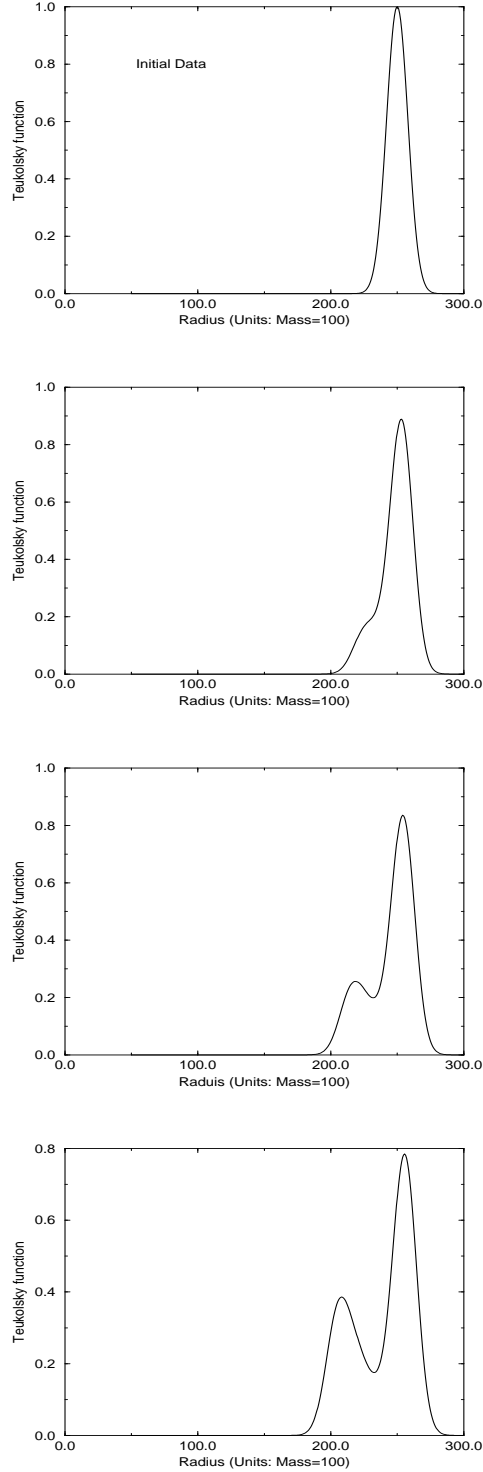 1.0
0.8
Initial Data
0.6
Teukolsky function
0.4
0.2
0.0
0.0 100.0 200.0 300.0
Radius (Units: Mass=100)
1.0
0.8
0.6
Teukolsky function
0.4
0.2
0.0
0.0 100.0 200.0 300.0
Radius (Units: Mass=100)
1.0
0.8
0.6
Teukolsky function
0.4
0.2
0.0
0.0 100.0 200.0 300.0
Raduis (Units: Mass=100)
0.8
0.6
Teukolsky function
0.4
0.2
0.0
0.0 100.0 200.0 300.0
Radius (Units: Mass=100)